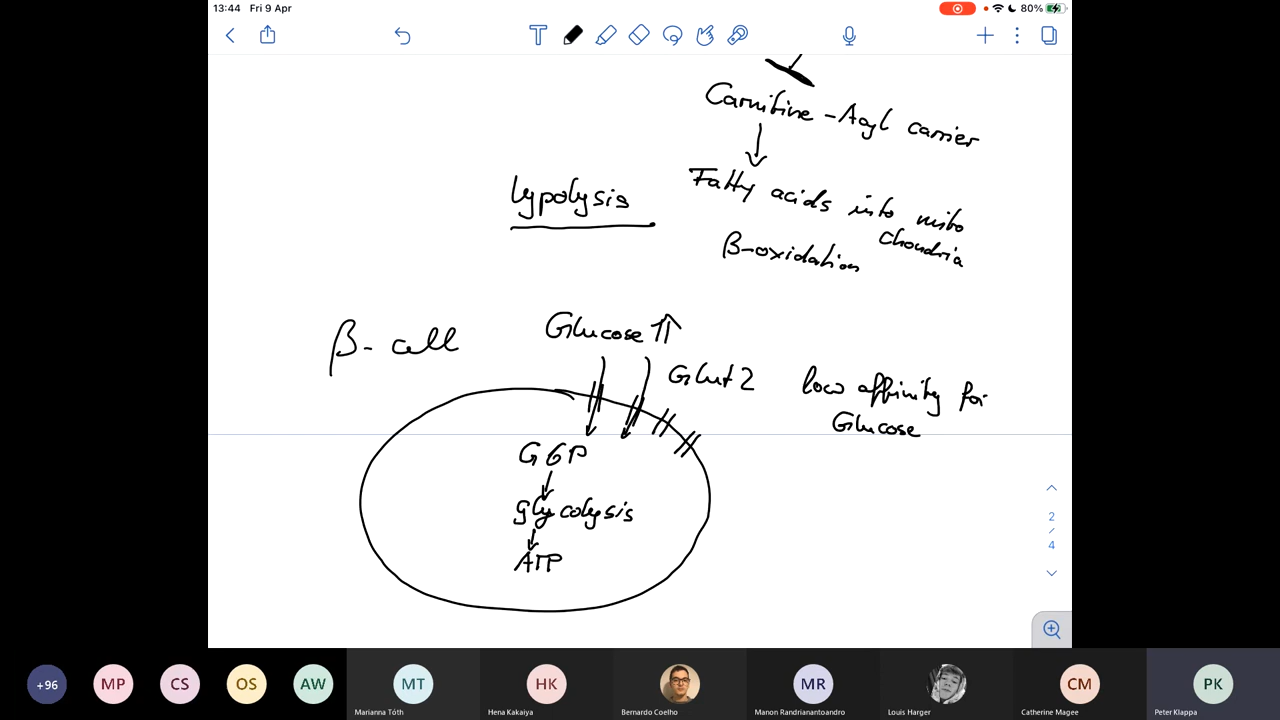 13:44 Fri 9 Apr
80%
T
Carnitine-Acyl carrier
Fatty acids into mito
chondria
β-oxidation
lypolysis
β-cell
Glucose ⇑
Glut2
low affinity for
Glucose
G6P
glycolysis
ATP
2
/
4
+96
MP
CS
OS
AW
MT
HK
MR
CM
PK
Marianna Tóth
Hena Kakaiya
Bernardo Coelho
Manon Randrianantoandro
Louis Harger
Catherine Magee
Peter Klappa